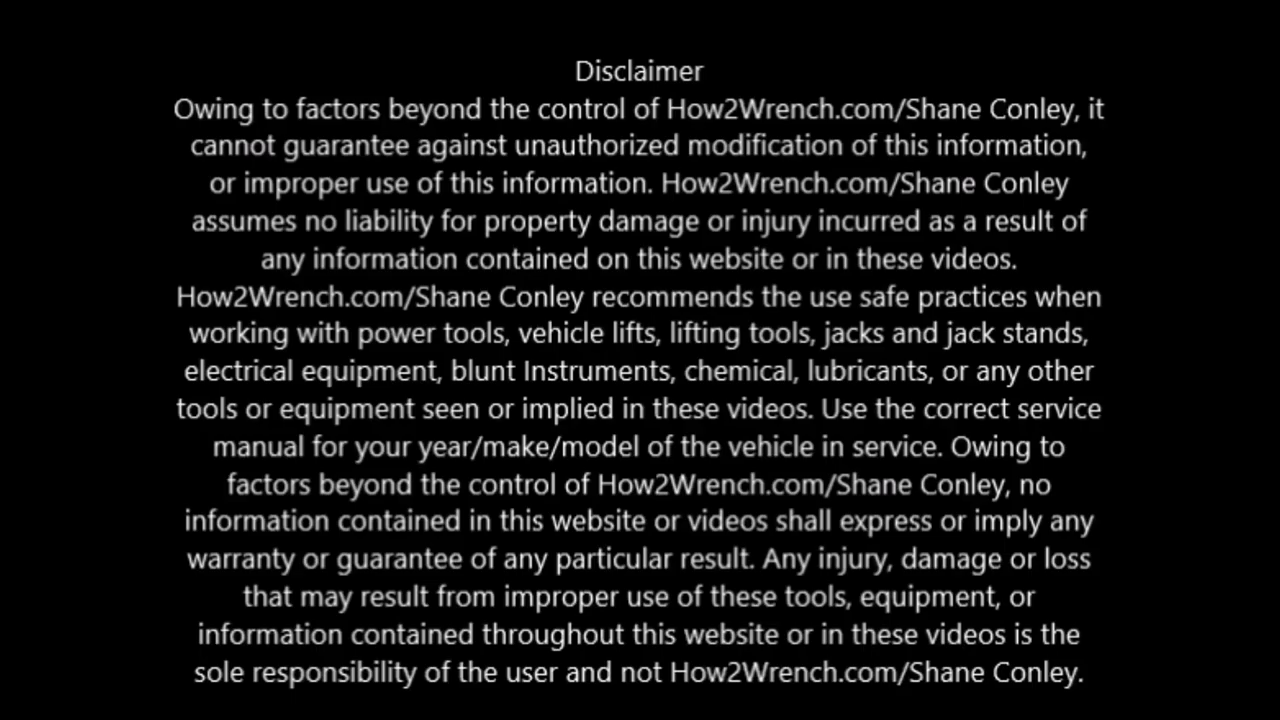 Disclaimer
Owing to factors beyond the control of How2Wrench.com/Shane Conley, it
cannot guarantee against unauthorized modification of this information,
or improper use of this information. How2Wrench.com/Shane Conley
assumes no liability for property damage or injury incurred as a result of
any information contained on this website or in these videos.
How2Wrench.com/Shane Conley recommends the use safe practices when
working with power tools, vehicle lifts, lifting tools, jacks and jack stands,
electrical equipment, blunt Instruments, chemical, lubricants, or any other
tools or equipment seen or implied in these videos. Use the correct service
manual for your year/make/model of the vehicle in service. Owing to
factors beyond the control of How2Wrench.com/Shane Conley, no
information contained in this website or videos shall express or imply any
warranty or guarantee of any particular result. Any injury, damage or loss
that may result from improper use of these tools, equipment, or
information contained throughout this website or in these videos is the
sole responsibility of the user and not How2Wrench.com/Shane Conley.